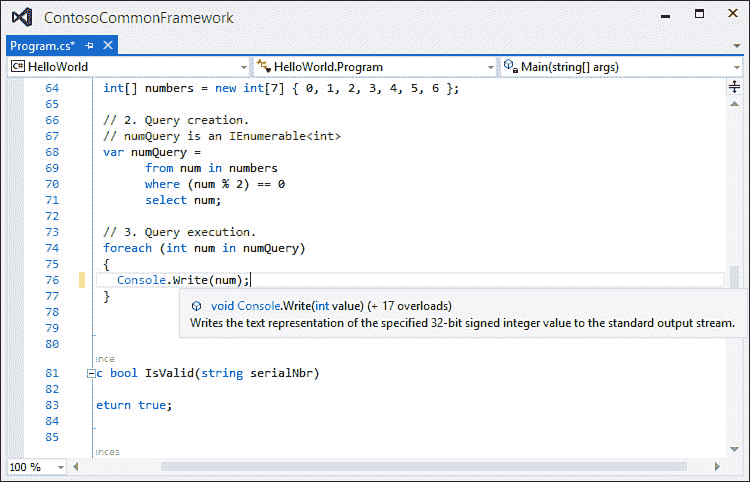 ContosoCommonFramework
Program.cs*
C# HelloWorld HelloWorld.Program Main(string[] args)
64 int[] numbers = new int[7] { 0, 1, 2, 3, 4, 5, 6 };
65
66 // 2. Query creation.
67 // numQuery is an IEnumerable<int>
68 var numQuery =
69 from num in numbers
70 where (num % 2) == 0
71 select num;
72
73 // 3. Query execution.
74 foreach (int num in numQuery)
75 {
76 Console.Write(num);
77 }
78 void Console.Write(int value) (+ 17 overloads)
79 Writes the text representation of the specified 32-bit signed integer value to the standard output stream.
80
ence
81 c bool IsValid(string serialNbr)
82
83 eturn true;
84
85
ences
100 %